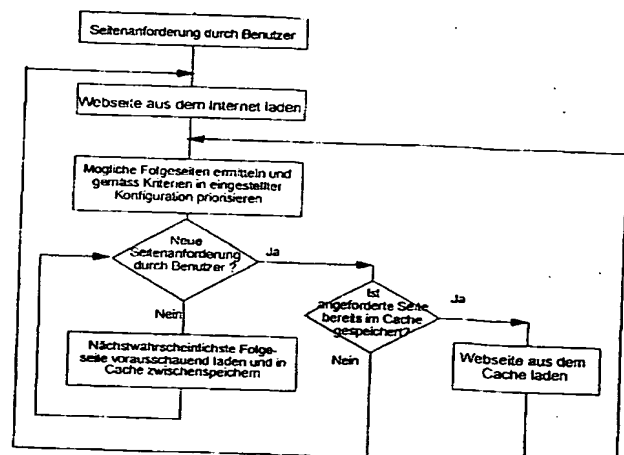 Seitenanforderung durch Benutzer
Webseite aus dem Internet laden
Mögliche Folgeseiten ermitteln und
gemäss Kriterien in eingestellter
Konfiguration priorisieren
Neue
Seitenanforderung
durch Benutzer ?
Ja
Nein
Nächstwahrscheinlichste Folge-
seite vorausschauend laden und in
Cache zwischenspeichern
Ist
angeforderte Seite
bereits im Cache
gespeichert?
Ja
Nein
Webseite aus dem
Cache laden